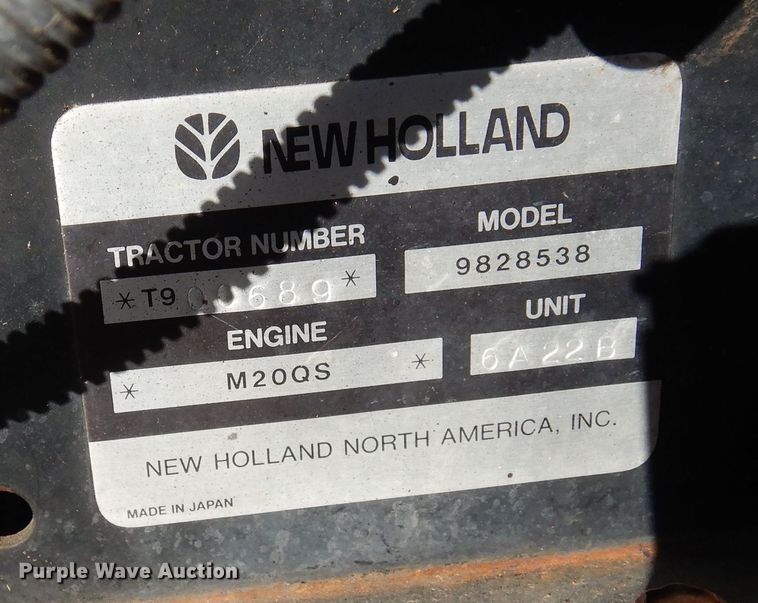 NEW HOLLAND
TRACTOR NUMBER
MODEL
9828538
ENGINE
UNIT
* M20QS *
6A22B
NEW HOLLAND NORTH AMERICA, INC.
MADE IN JAPAN
Purple Wave Auction